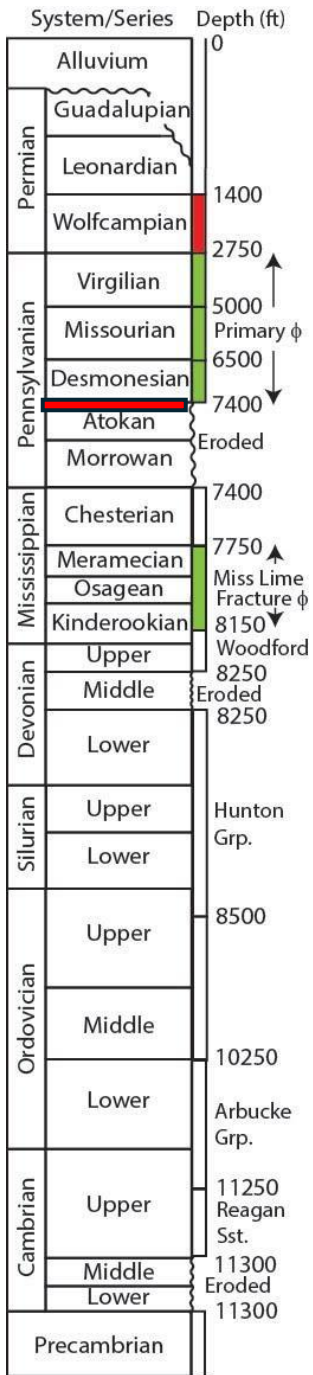 System/Series Depth (ft)
0
Alluvium
Permian
Guadalupian
Leonardian
1400
Wolfcampian
2750
Pennsylvanian
Virgilian
5000
Missourian Primary ϕ
6500
Desmonesian
7400
Atokan
Eroded
Morrowan
7400
Mississippian
Chesterian
7750
Meramecian
Miss Lime
Osagean
Fracture ϕ
Kinderookian 8150
Devonian
Upper Woodford
8250
Middle Eroded
8250
Lower
Silurian
Upper
Hunton
Grp.
Lower
Ordovician
8500
Upper
Middle
10250
Lower
Arbucke
Grp.
Cambrian
11250
Upper Reagan
Sst.
11300
Middle
Eroded
Lower
11300
Precambrian